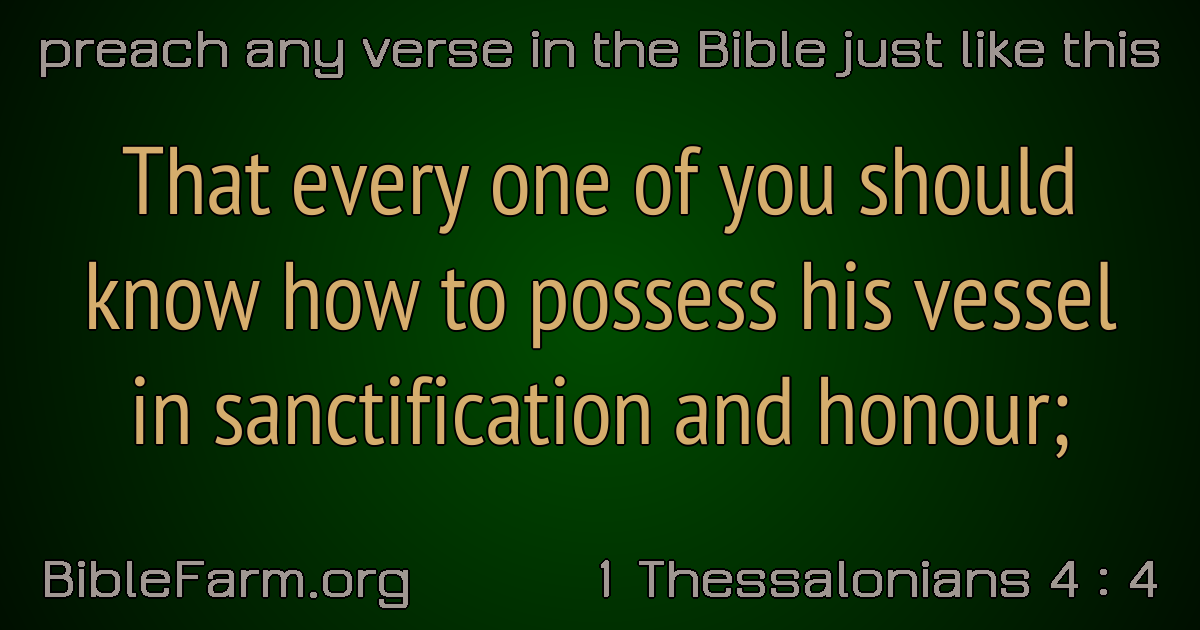 preach any verse in the Bible just like this
That every one of you should
know how to possess his vessel
in sanctification and honour;
BibleFarm.org
1 Thessalonians 4 : 4